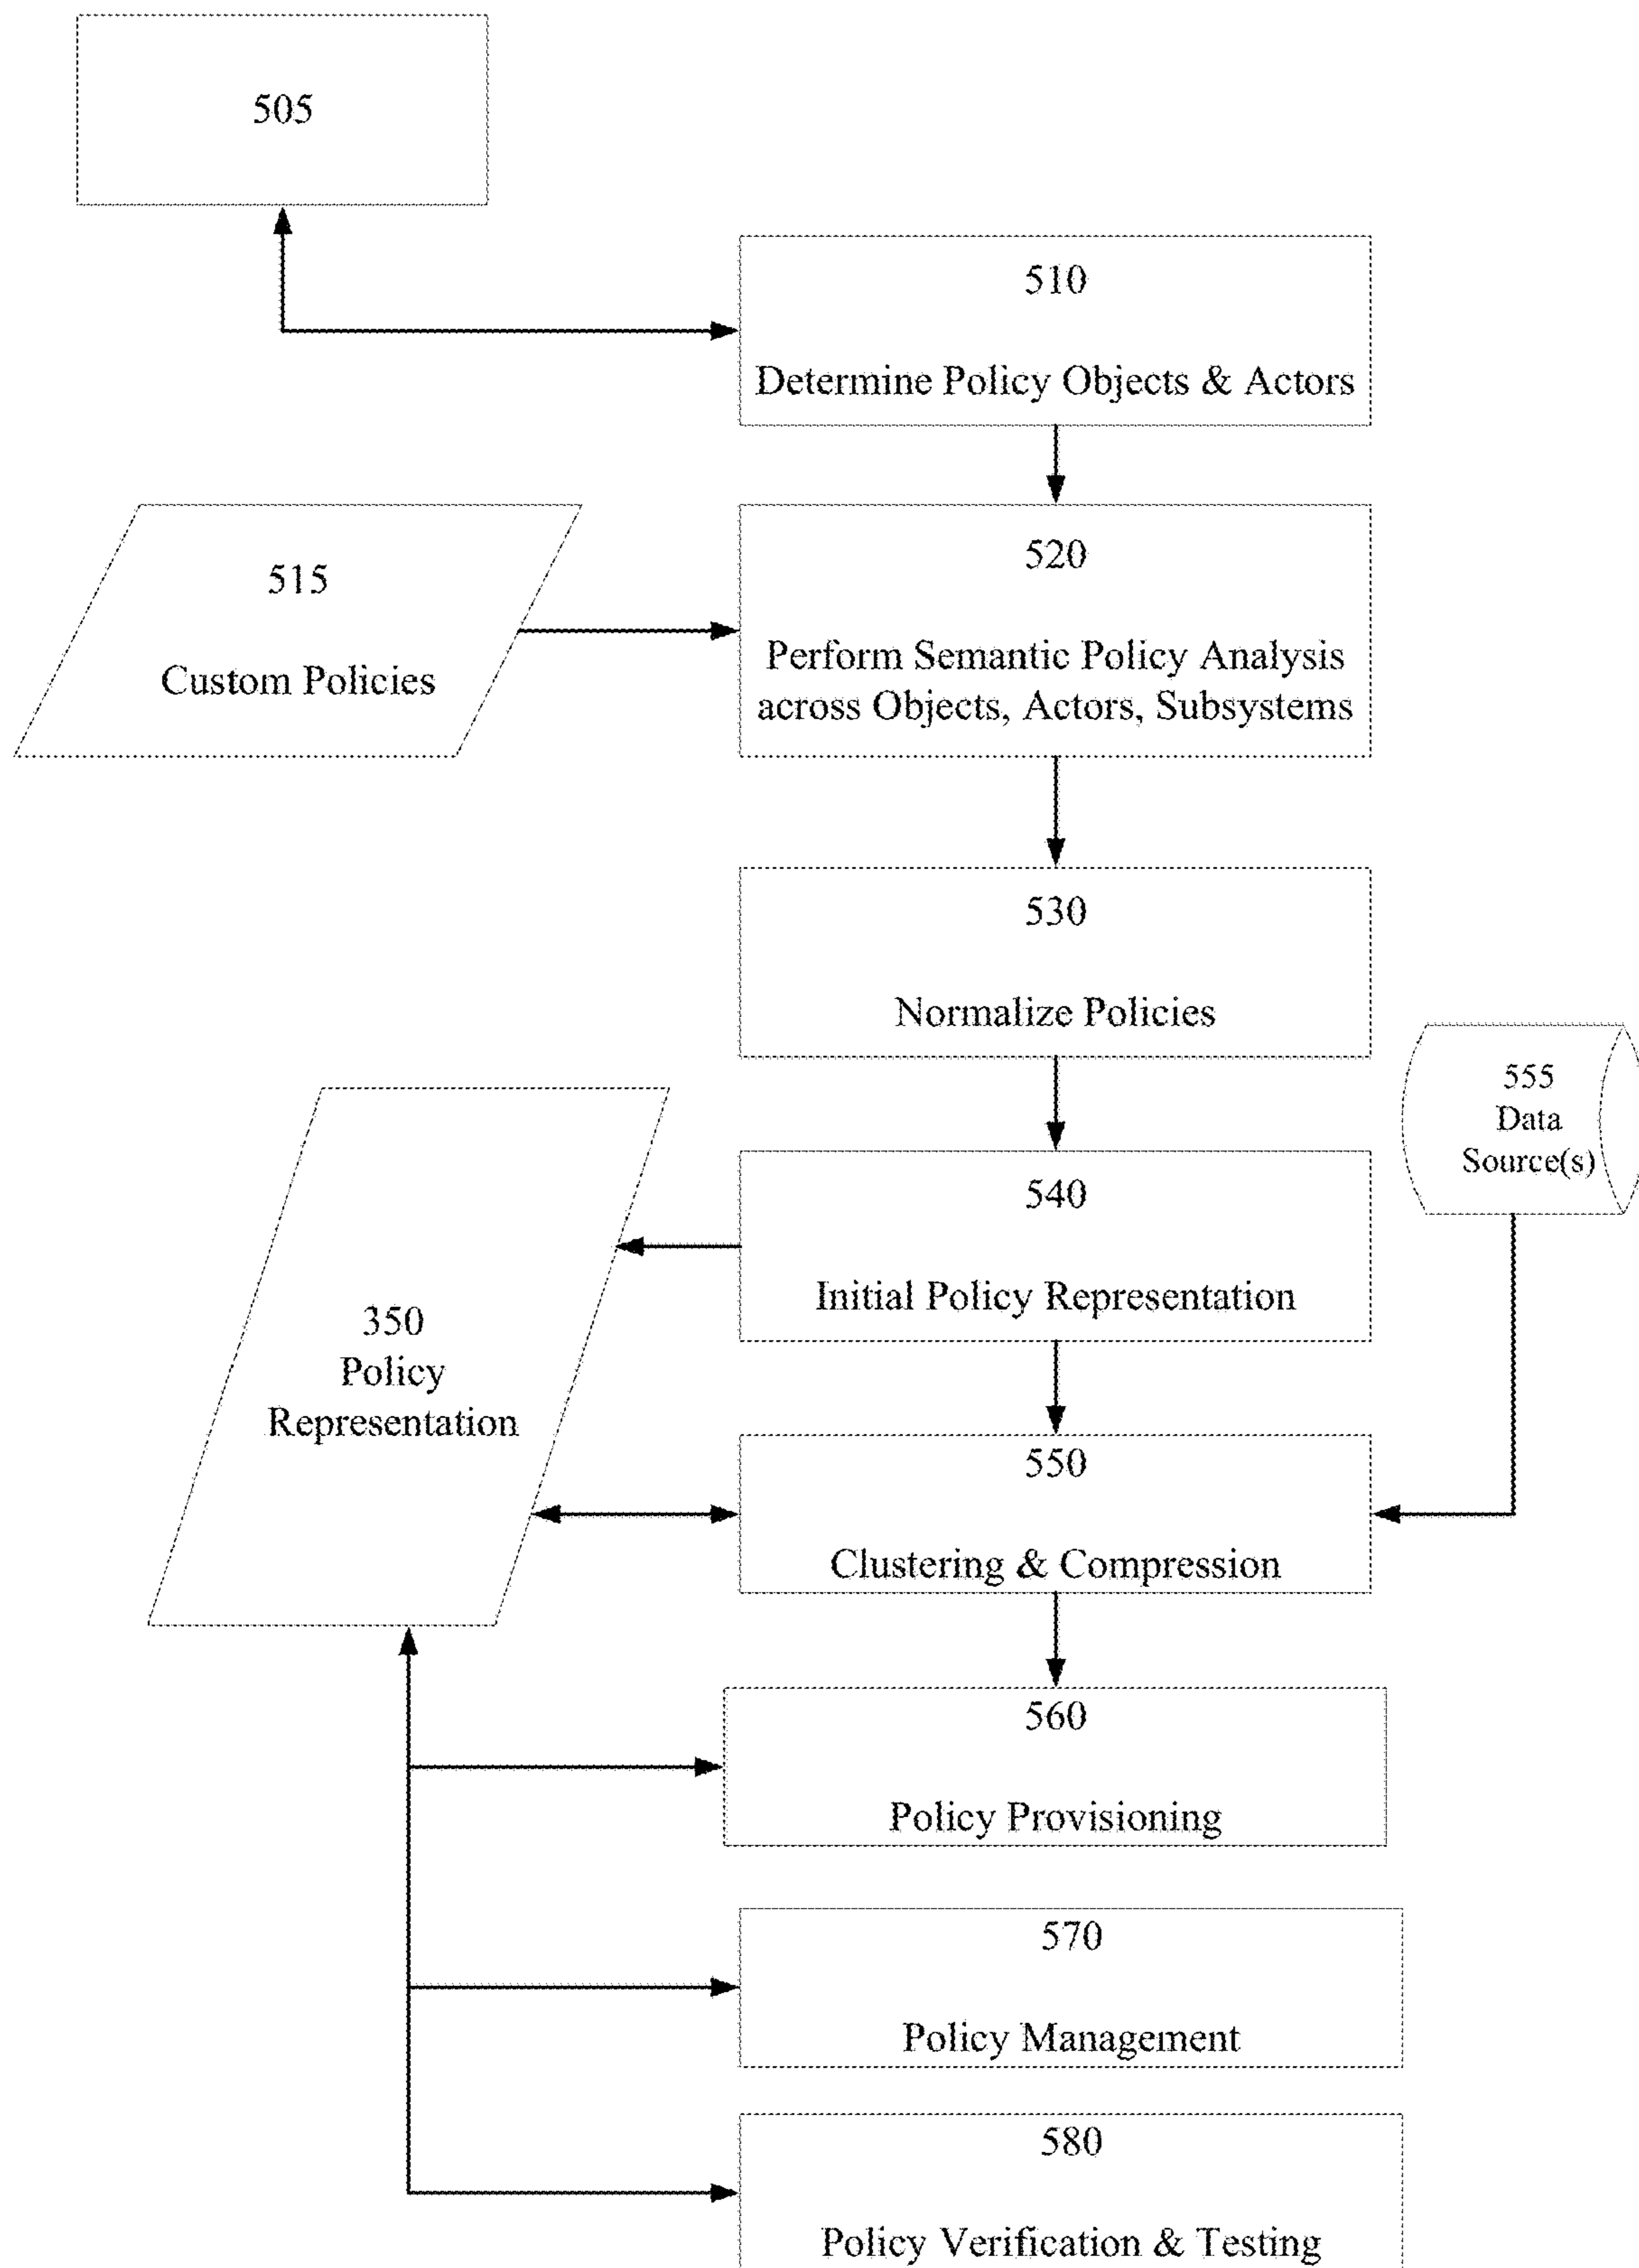 505
510
Determine Policy Objects & Actors
515
Custom Policies
520
Perform Semantic Policy Analysis
across Objects, Actors, Subsystems
530
Normalize Policies
555
Data
Source(s)
540
Initial Policy Representation
350
Policy
Representation
550
Clustering & Compression
560
Policy Provisioning
570
Policy Management
580
Policy Verification & Testing